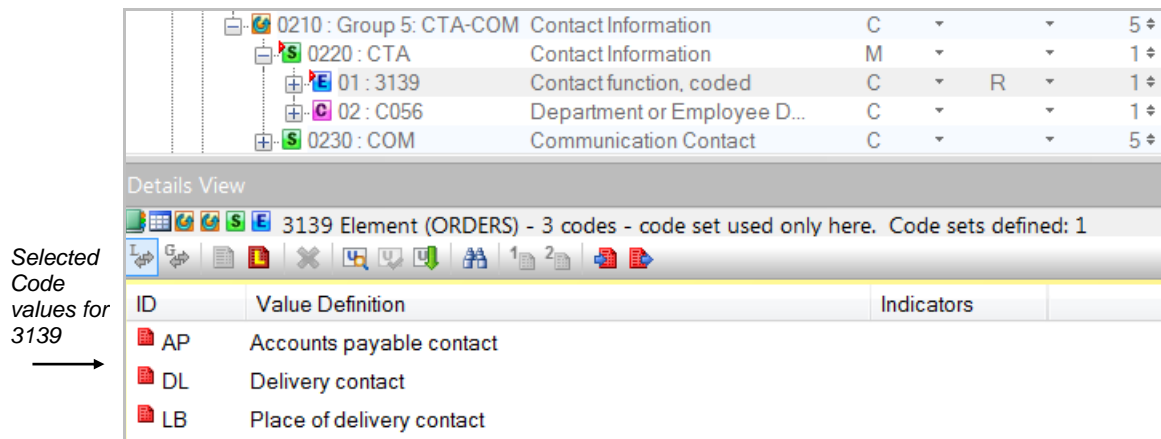 0210 : Group 5: CTA-COM Contact Information C 5
S 0220 : CTA Contact Information M 1
E 01 : 3139 Contact function, coded C R 1
C 02 : C056 Department or Employee D... C 1
S 0230 : COM Communication Contact C 5
Details View
S E 3139 Element (ORDERS) - 3 codes - code set used only here. Code sets defined: 1
L G U U U 1 2
Selected
Code
values for
3139
ID Value Definition Indicators
AP Accounts payable contact
DL Delivery contact
LB Place of delivery contact